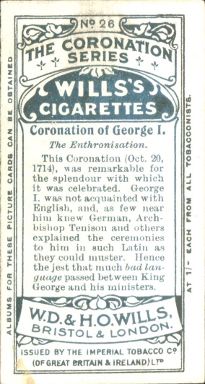 No 26
THE CORONATION
SERIES
WILLS's
CIGARETTES
Coronation of George I.
The Enthronisation.
This Coronation (Oct. 20,
1714), was remarkable for
the splendour with which
it was celebrated. George
I. was not acquainted with
English, and, as few near
him knew German, Arch-
bishop Tenison and others
explained the ceremonies
to him in such Latin as
they could muster. Hence
the jest that much bad lan-
guage passed between King
George and his ministers.
W.D. & H.O. WILLS,
BRISTOL & LONDON.
ISSUED BY THE IMPERIAL TOBACCO Co
(OF GREAT BRITAIN & IRELAND) LTD
ALBUMS FOR THESE PICTURE CARDS CAN BE OBTAINED
AT 1/- EACH FROM ALL TOBACCONISTS.